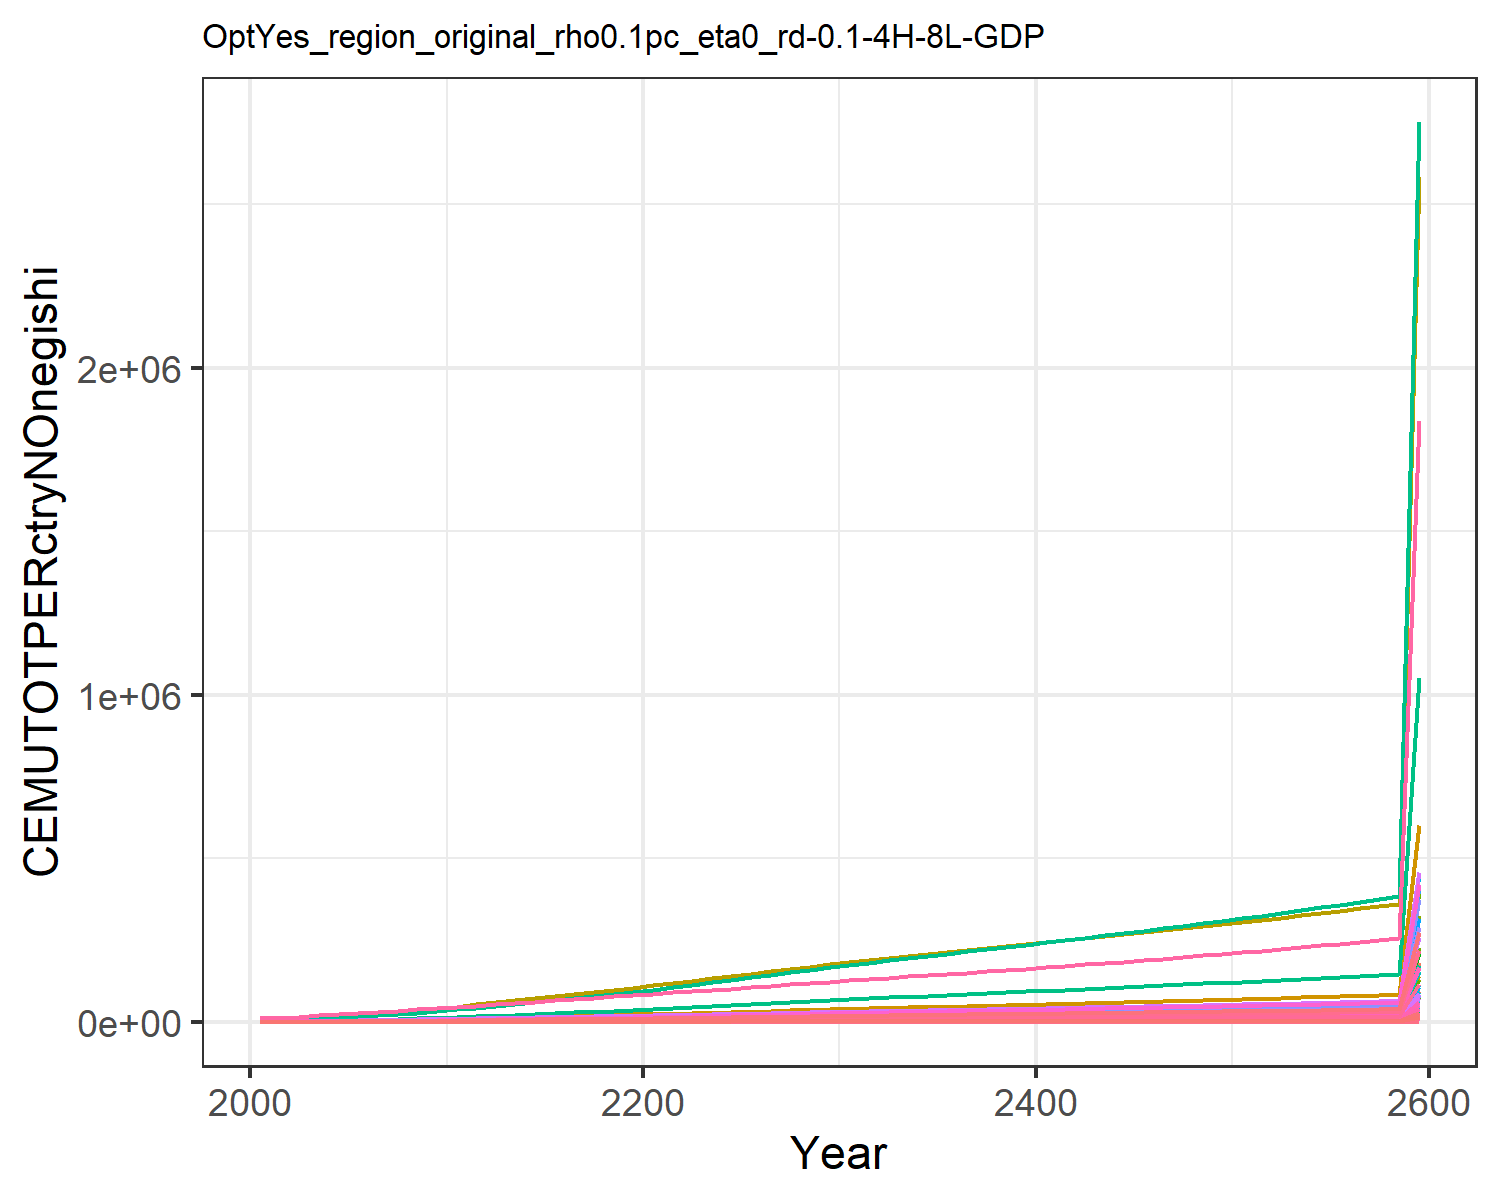 OptYes_region_original_rho0.1pc_eta0_rd-0.1-4H-8L-GDP
CEMUTOTPERctryNOnegishi
2e+06
1e+06
0e+00
2000
2200
2400
2600
Year